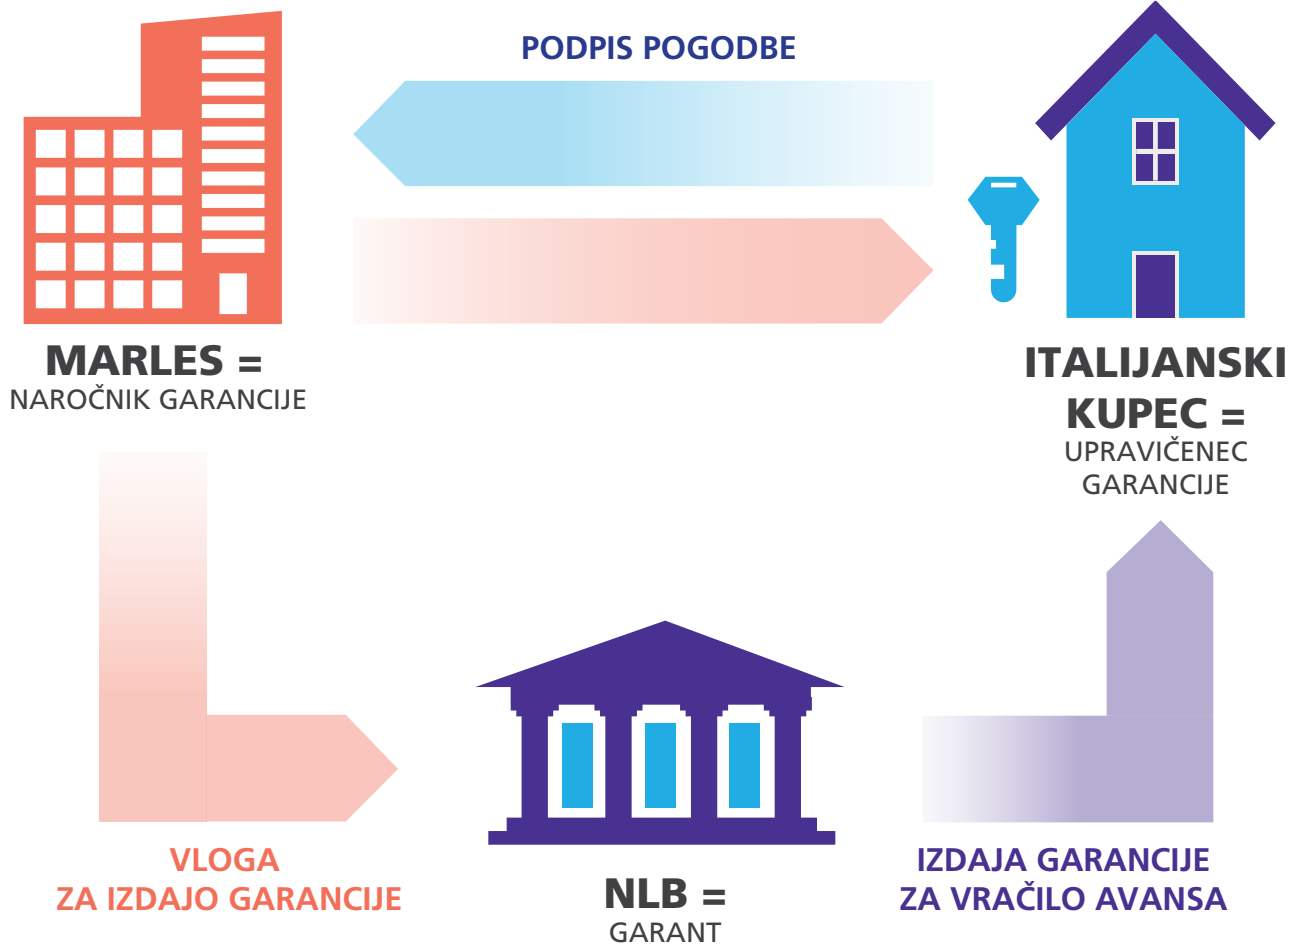 PODPIS POGODBE
MARLES =
NAROČNIK GARANCIJE
ITALIJANSKI
KUPEC =
UPRAVIČENEC
GARANCIJE
VLOGA
ZA IZDAJO GARANCIJE
NLB =
GARANT
IZDAJA GARANCIJE
ZA VRAČILO AVANSA